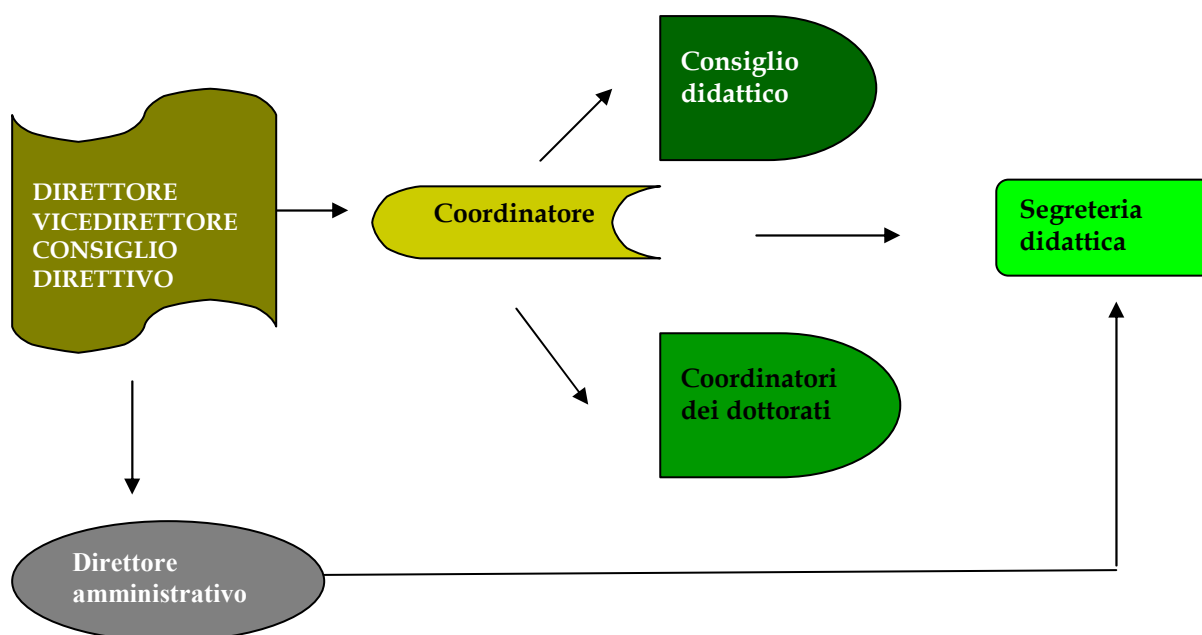 Consiglio
didattico
DIRETTORE
VICEDIRETTORE
CONSIGLIO
DIRETTIVO
Coordinatore
Segreteria
didattica
Coordinatori
dei dottorati
Direttore
amministrativo